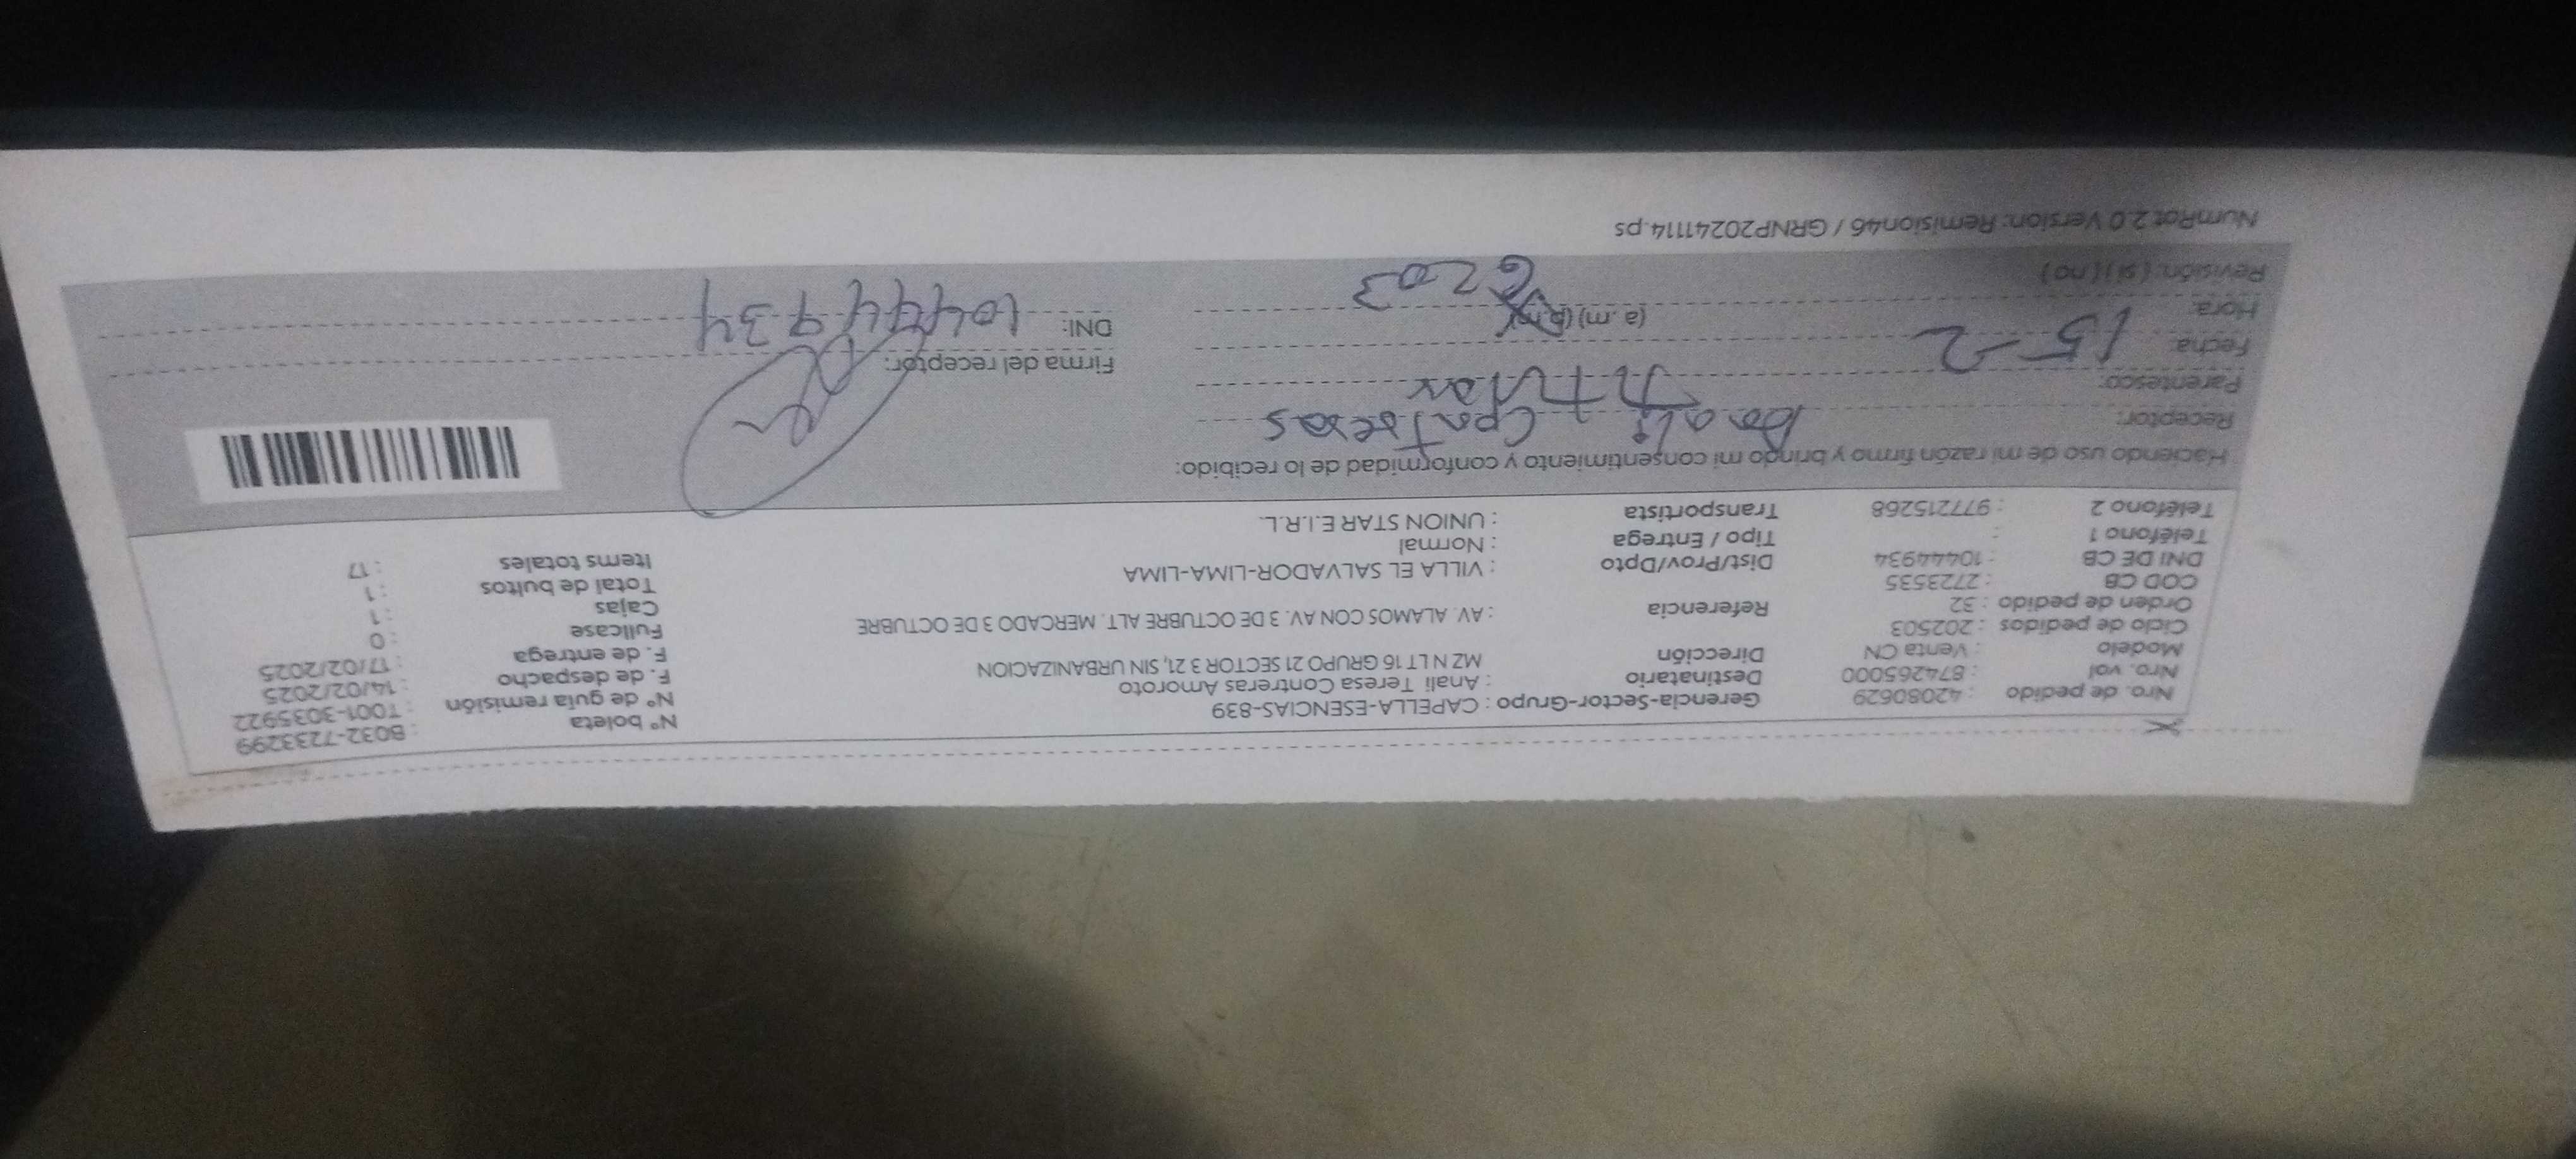 Nro. de pedido : 42080629 Gerencia-Sector-Grupo : CAPELLA-ESENCIAS-839 Nº boleta : B032-7233299
Nro. val : 874265000 Destinatario : Anali Teresa Contreras Amoroto Nº de guía remisión : T001-3035922
Modelo : Venta CN Dirección MZ N LT 16 GRUPO 21 SECTOR 3 21, SIN URBANIZACION F. de despacho : 14/02/2025
Ciclo de pedidos : 202503 F. de entrega : 17/02/2025
Orden de pedido : 32 Referencia : AV. ALAMOS CON AV. 3 DE OCTUBRE ALT. MERCADO 3 DE OCTUBRE Fullcase : 0
COD CB : 2723535 Cajas : 1
DNI DE CB : 10444934 Dist/Prov/Dpto : VILLA EL SALVADOR-LIMA-LIMA Total de bultos : 1
Teléfono 1 : Tipo / Entrega : Normal Items totales : 17
Teléfono 2 : 977215268 Transportista : UNION STAR E.I.R.L.
Haciendo uso de mi razón firmo y brindo mi consentimiento y conformidad de lo recibido:
Receptor:
Parentesco: titular
Fecha: 15-2 Firma del receptor:
Hora: (a.m) (p.m) DNI: 10444934
Revisión: ( si ) ( no ) 6203
NumRot 2.0 Version: Remision46 / GRNP20241114.ps